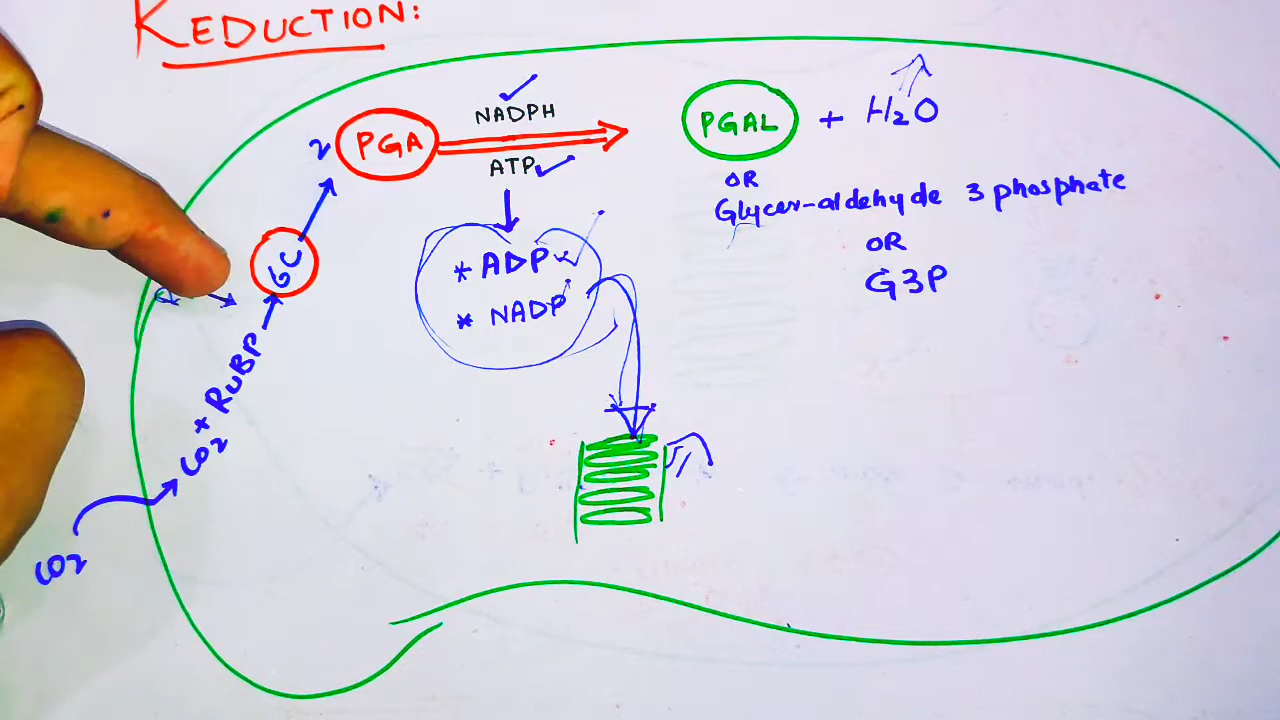 REDUCTION:
2 PGA
NADPH
ATP
PGAL + H2O
OR
Glycer-aldehyde 3 phosphate
OR
G3P
* ADP
* NADP
6C
CO2 + RUBP
CO2